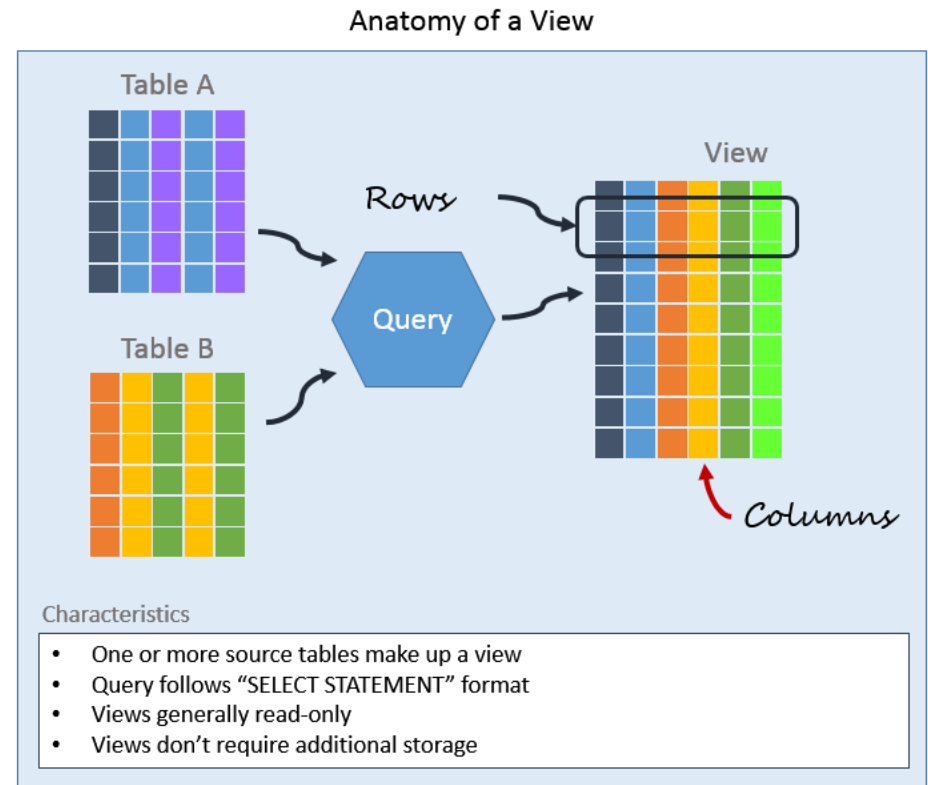 Anatomy of a View
Table A
View
Rows
Query
Table B
Columns
Characteristics
• One or more source tables make up a view
• Query follows “SELECT STATEMENT” format
• Views generally read-only
• Views don’t require additional storage